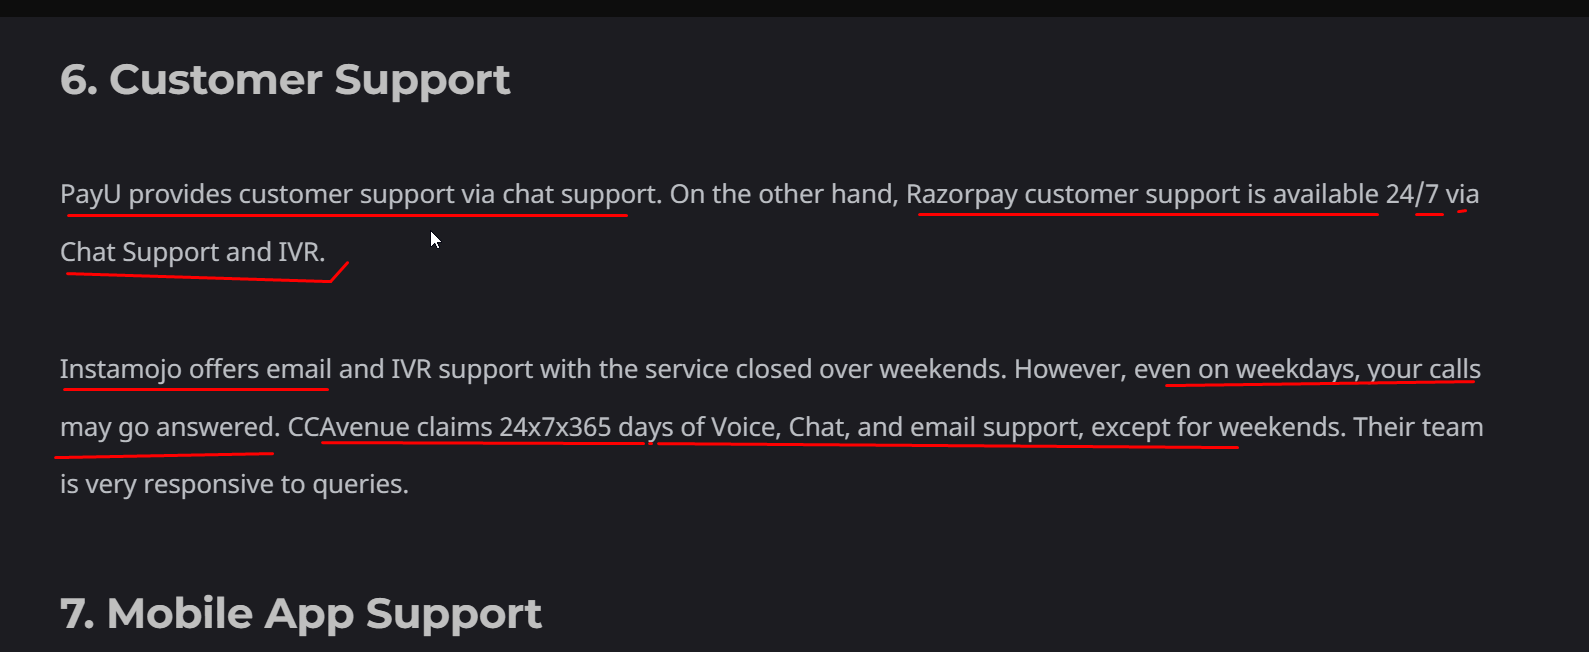 6. Customer Support
PayU provides customer support via chat support. On the other hand, Razorpay customer support is available 24/7 via
Chat Support and IVR.
Instamojo offers email and IVR support with the service closed over weekends. However, even on weekdays, your calls
may go answered. CCAvenue claims 24x7x365 days of Voice, Chat, and email support, except for weekends. Their team
is very responsive to queries.
7. Mobile App Support